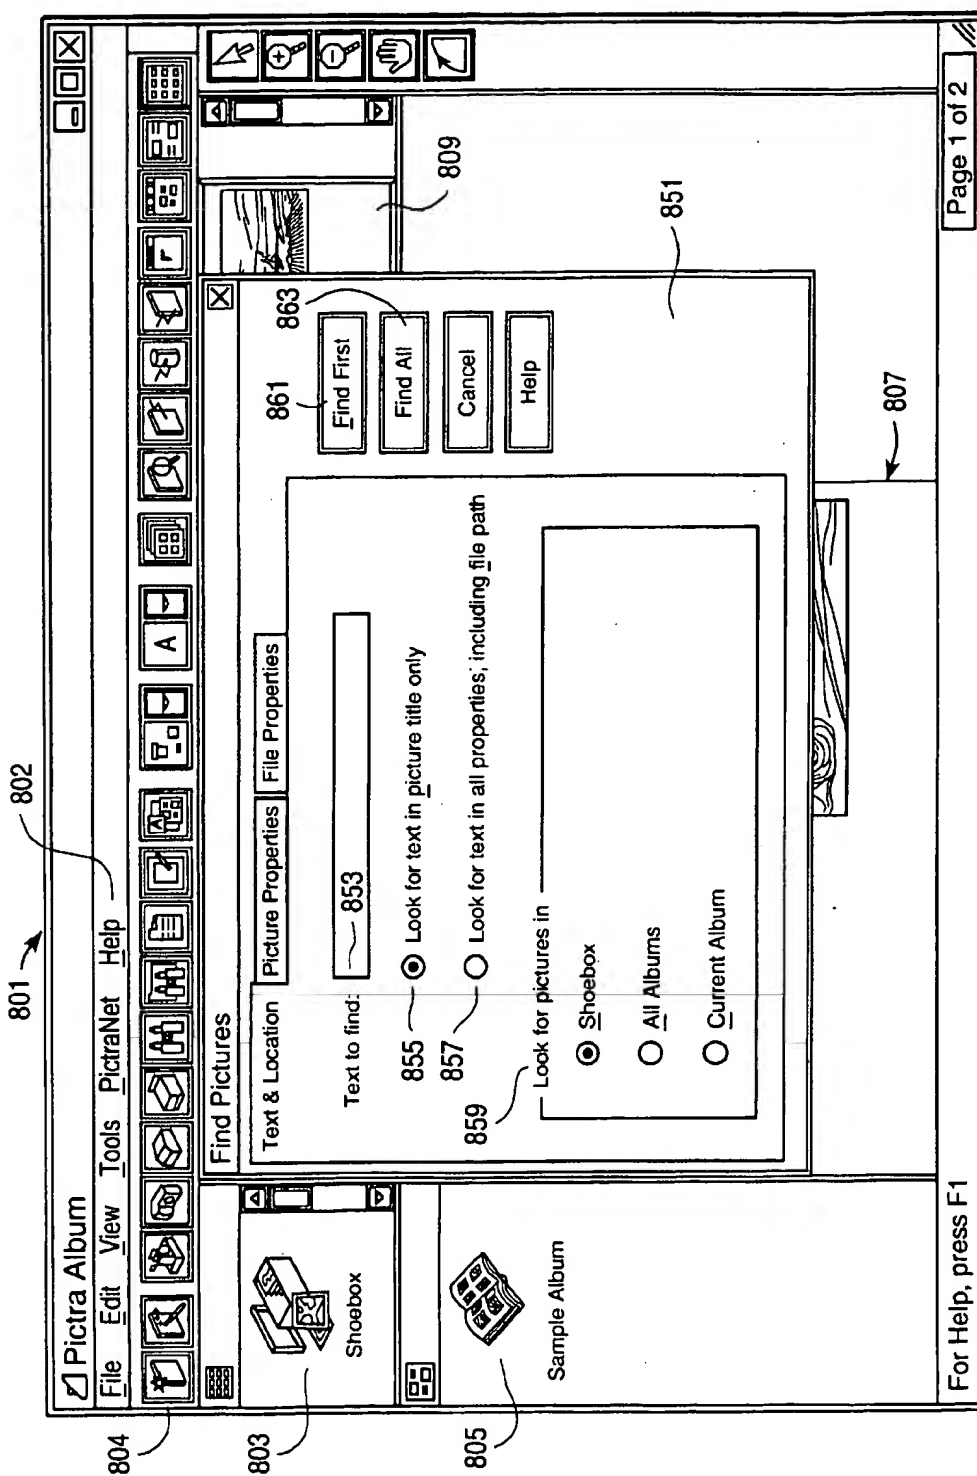 801
802
Pictra Album
File Edit View Tools PictraNet Help
804
A
A
Find Pictures
Text & Location
Picture Properties
File Properties
Text to find:
853
855
Look for text in picture title only
857
Look for text in all properties, including file path
859
Look for pictures in
Shoebox
All Albums
Current Album
861
Find First
863
Find All
Cancel
Help
851
809
807
803
Shoebox
805
Sample Album
For Help, press F1
Page 1 of 2